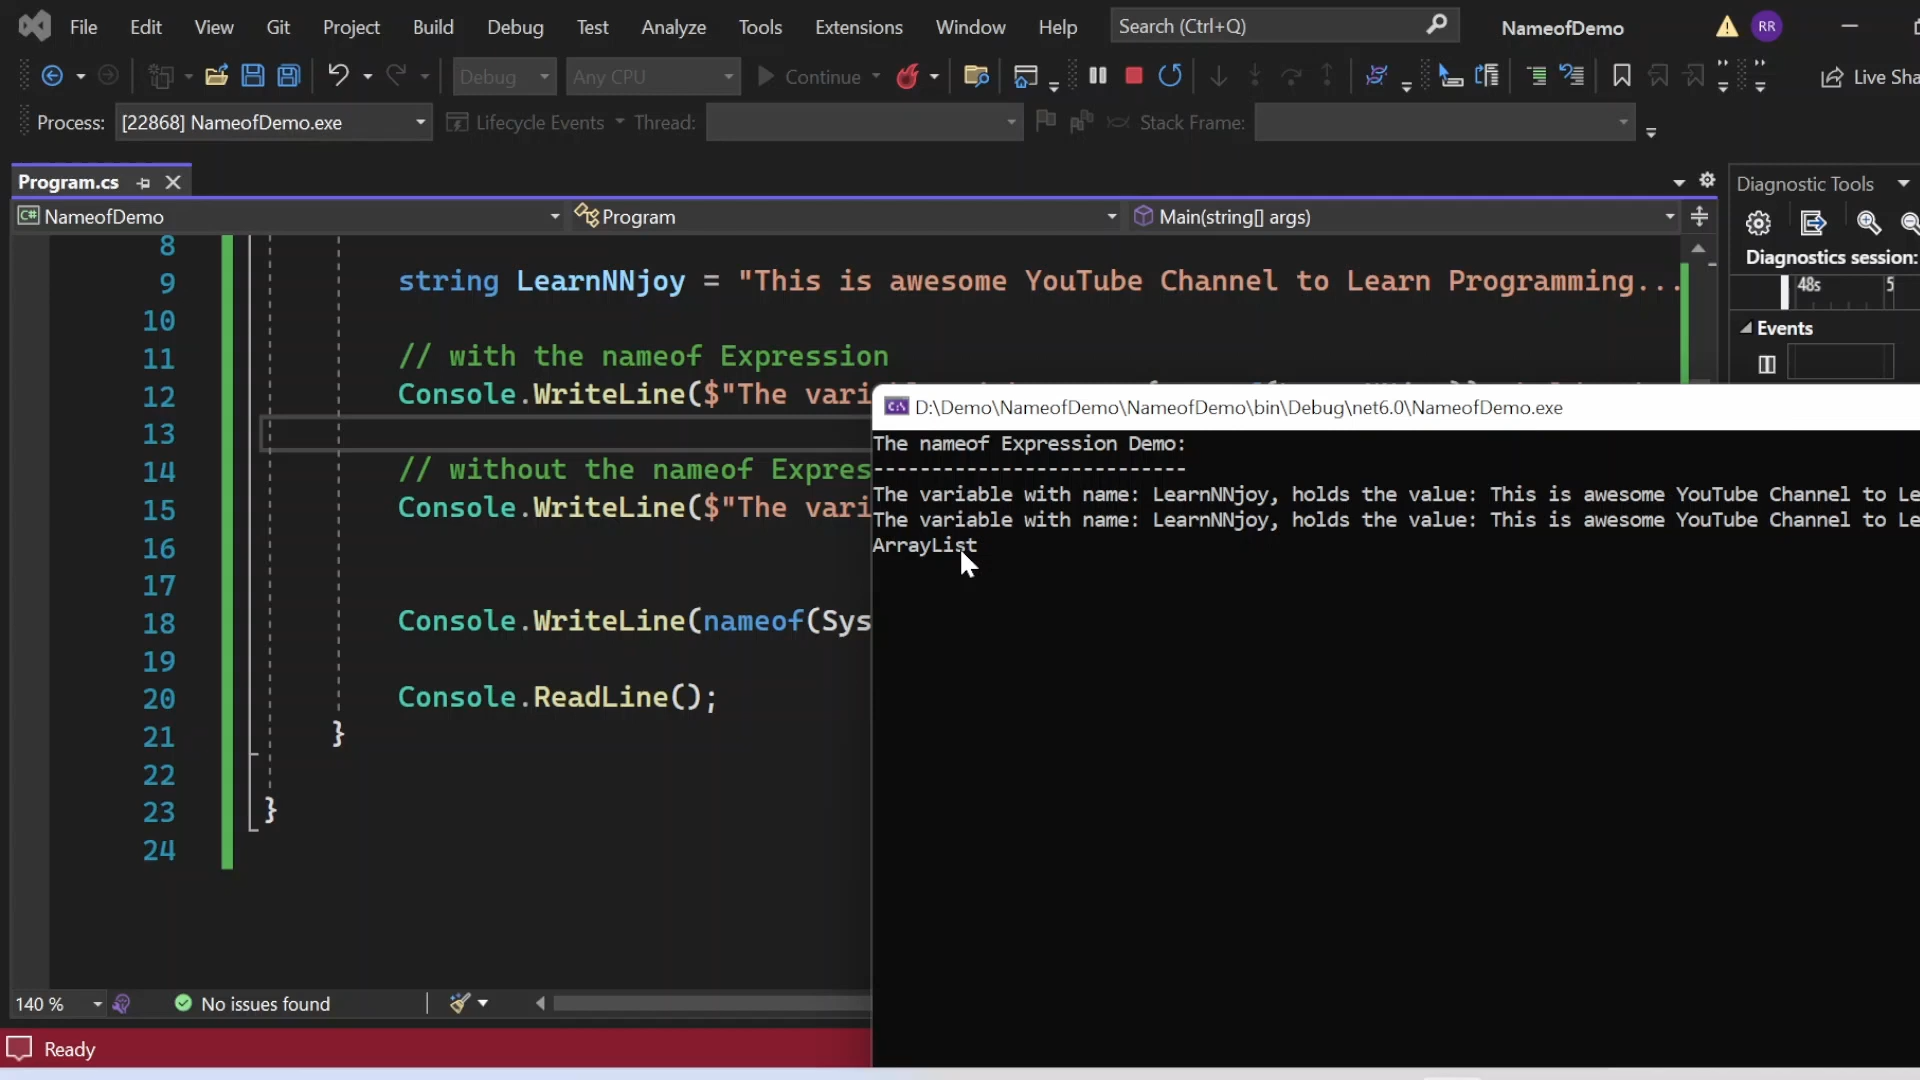 File Edit View Git Project Build Debug Test Analyze Tools Extensions Window Help Search (Ctrl+Q) NameofDemo RR
Debug Any CPU Continue Live Sha
Process: [22868] NameofDemo.exe Lifecycle Events Thread: Stack Frame:
Program.cs
Diagnostic Tools
NameofDemo Program Main(string[] args)
Diagnostics session:
48s 5
Events
8
9 string LearnNNjoy = "This is awesome YouTube Channel to Learn Programming...
10
11 // with the nameof Expression
12 Console.WriteLine($"The vari
13
14 // without the nameof Expres
15 Console.WriteLine($"The vari
16
17
18 Console.WriteLine(nameof(Sys
19
20 Console.ReadLine();
21 }
22
23 }
24
D:\Demo\NameofDemo\NameofDemo\bin\Debug\net6.0\NameofDemo.exe
The nameof Expression Demo:
---------------------------
The variable with name: LearnNNjoy, holds the value: This is awesome YouTube Channel to Le
The variable with name: LearnNNjoy, holds the value: This is awesome YouTube Channel to Le
ArrayList
140 % No issues found
Ready